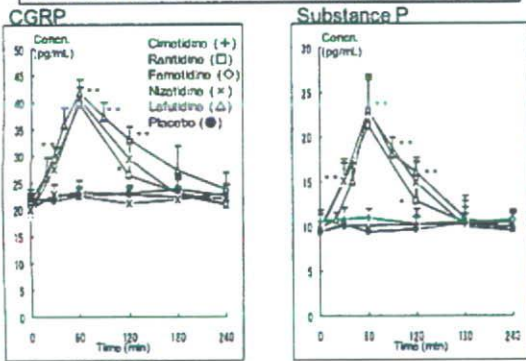 CGRP
Concn.
(pg/mL)
50
45
40
35
30
25
20
15
10
5
0
0 60 120 180 240
Time (min)
Cimetidine (+)
Ranitidine (□)
Famotidine (◇)
Nizatidine (×)
Lafutidine (△)
Placebo (●)
**
**
**
**
*
Substance P
Concn.
(pg/mL)
30
25
20
15
10
5
0
0 60 120 180 240
Time (min)
**
**
**
**
*